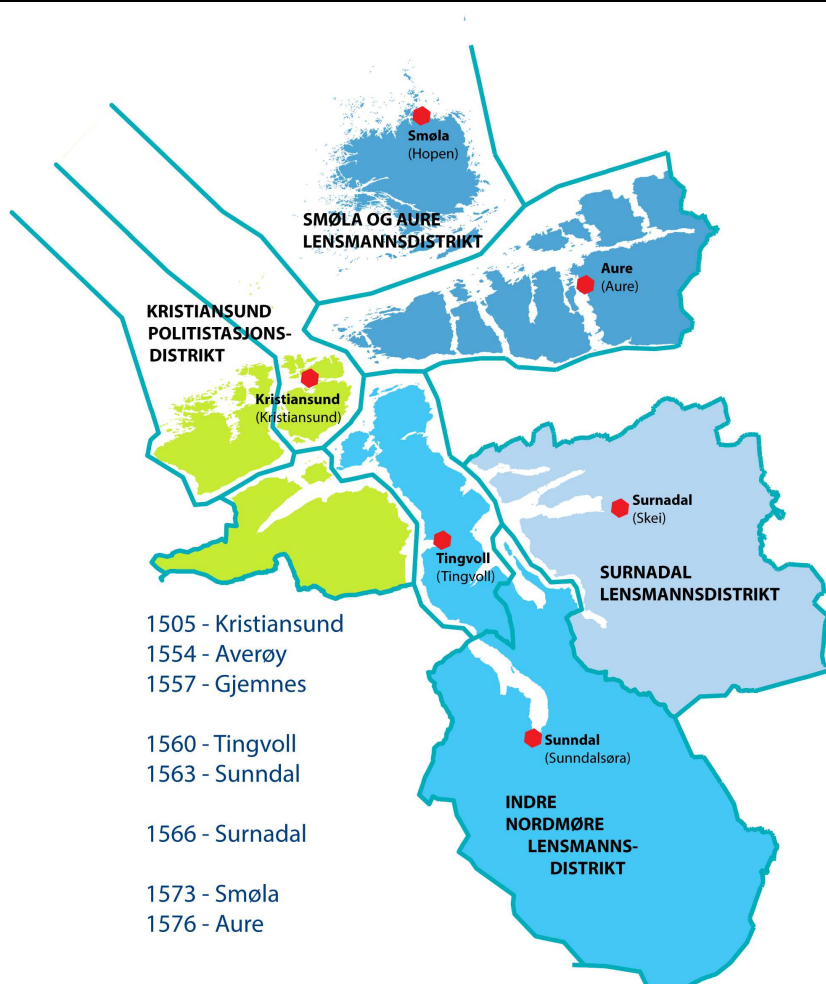 Smøla
(Hopen)
SMØLA OG AURE
LENSMANNSDISTRIKT
Aure
(Aure)
KRISTIANSUND
POLITISTASJONS-
DISTRIKT
Kristiansund
(Kristiansund)
Surnadal
(Skei)
Tingvoll
(Tingvoll)
SURNADAL
LENSMANNSDISTRIKT
1505 - Kristiansund
1554 - Averøy
1557 - Gjemnes
1560 - Tingvoll
1563 - Sunndal
1566 - Surnadal
1573 - Smøla
1576 - Aure
Sunndal
(Sunndalsøra)
INDRE
NORDMØRE
LENSMANNS-
DISTRIKT